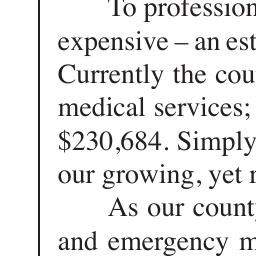 To profession
expensive – an est
Currently the cou
medical services;
$230,684. Simply
our growing, yet
As our county
and emergency m